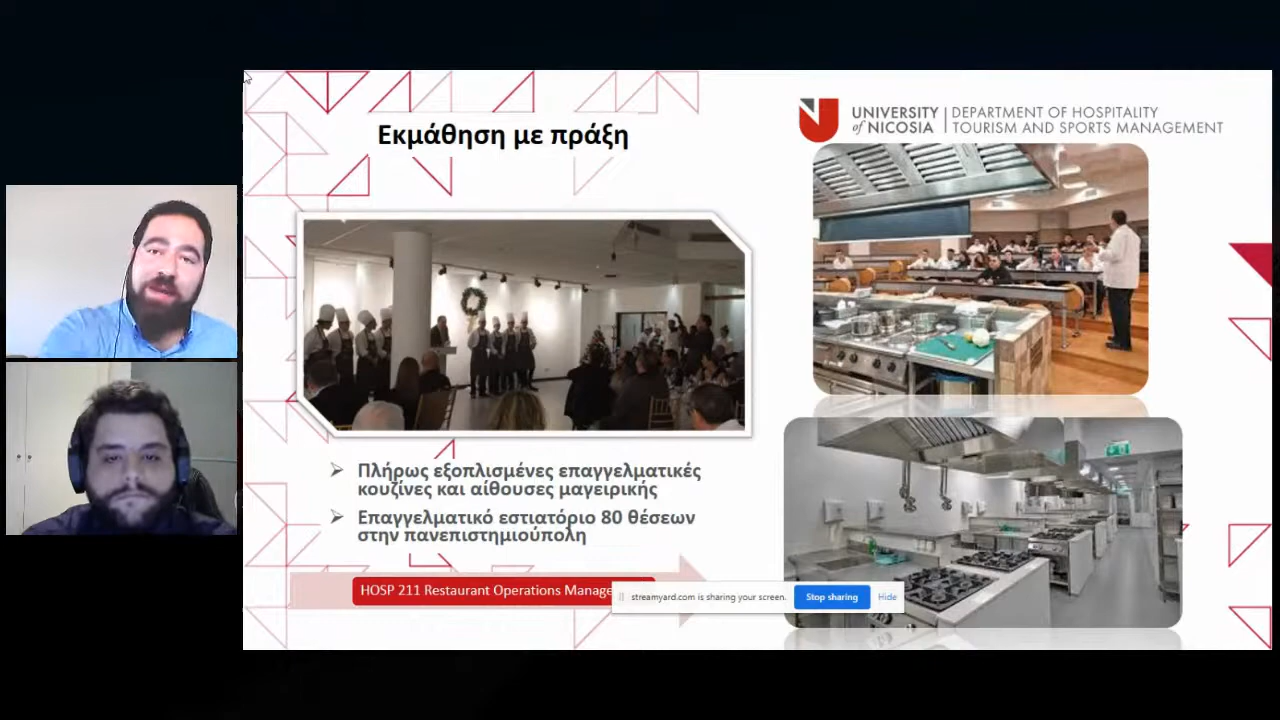 Εκμάθηση με πράξη
UNIVERSITY of NICOSIA
DEPARTMENT OF HOSPITALITY
TOURISM AND SPORTS MANAGEMENT
➢ Πλήρως εξοπλισμένες επαγγελματικές
κουζίνες και αίθουσες μαγειρικής
➢ Επαγγελματικό εστιατόριο 80 θέσεων
στην πανεπιστημιούπολη
HOSP 211 Restaurant Operations Manage
streamyard.com is sharing your screen.
Stop sharing
Hide